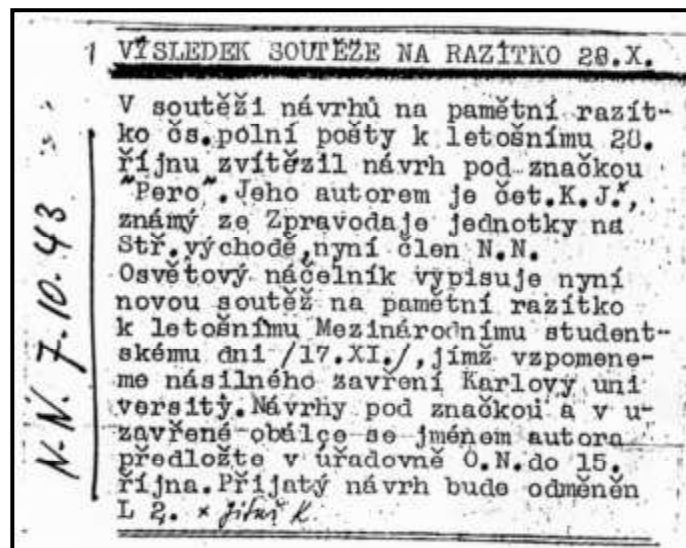 1 VÝSLEDEK SOUTĚŽE NA RAZÍTKO 28.X.
V soutěži návrhů na pamětní razít-
ko čs.polní pošty k letošnímu 28.
říjnu zvítězil návrh pod značkou
"Pero".Jeho autorem je čet.K.J.ˣ,
známý ze Zpravodaje jednotky na
Stř.východě,nyní člen N.N.
Osvětový náčelník vypisuje nyní
novou soutěž na pamětní razítko
k letošnímu Mezinárodnímu student-
skému dni /17.XI./,jímž vzpomene-
me násilného zavření Karlovy uni
versity.Návrhy pod značkou a v u-
zavřené obálce se jménem autora
předložte v úřadovně O.N.do 15.
října.Přijatý návrh bude odměněn
L 2. × K.
N.N. 7.10.43